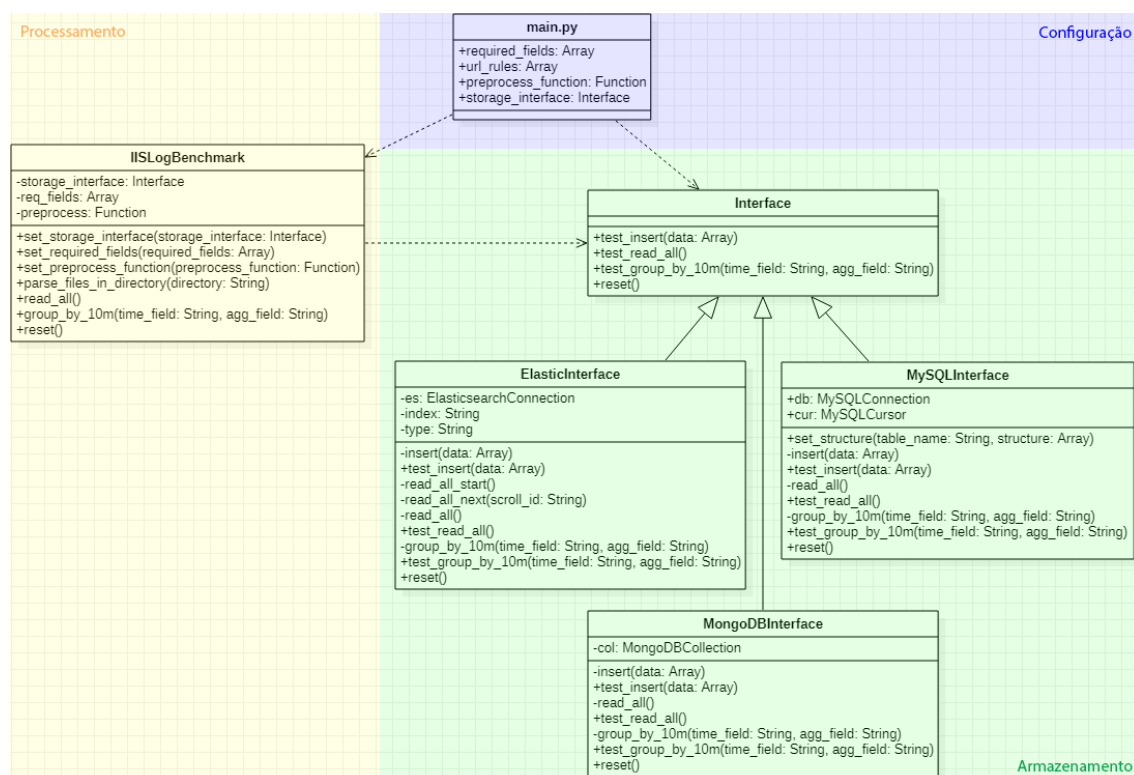 Processamento
main.py
+required_fields: Array
+url_rules: Array
+preprocess_function: Function
+storage_interface: Interface
Configuração
IISLogBenchmark
-storage_interface: Interface
-req_fields: Array
-preprocess: Function
+set_storage_interface(storage_interface: Interface)
+set_required_fields(required_fields: Array)
+set_preprocess_function(preprocess_function: Function)
+parse_files_in_directory(directory: String)
+read_all()
+group_by_10m(time_field: String, agg_field: String)
+reset()
Interface
+test_insert(data: Array)
+test_read_all()
+test_group_by_10m(time_field: String, agg_field: String)
+reset()
ElasticInterface
-es: ElasticsearchConnection
-index: String
-type: String
-insert(data: Array)
+test_insert(data: Array)
-read_all_start()
-read_all_next(scroll_id: String)
-read_all()
+test_read_all()
-group_by_10m(time_field: String, agg_field: String)
+test_group_by_10m(time_field: String, agg_field: String)
+reset()
MySQLInterface
+db: MySQLConnection
+cur: MySQLCursor
+set_structure(table_name: String, structure: Array)
-insert(data: Array)
+test_insert(data: Array)
-read_all()
+test_read_all()
-group_by_10m(time_field: String, agg_field: String)
+test_group_by_10m(time_field: String, agg_field: String)
+reset()
MongoDBInterface
-col: MongoDBCollection
-insert(data: Array)
+test_insert(data: Array)
-read_all()
+test_read_all()
-group_by_10m(time_field: String, agg_field: String)
+test_group_by_10m(time_field: String, agg_field: String)
+reset()
Armazenamento